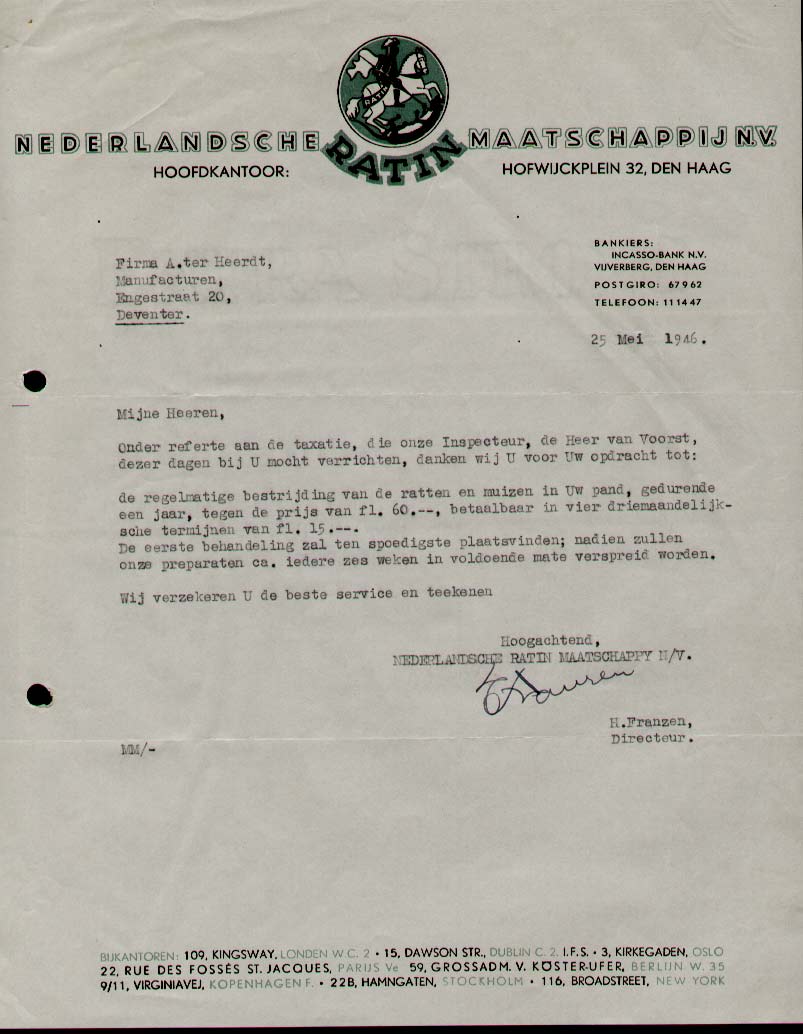 RATIN
NEDERLANDSCHE RATIN MAATSCHAPPIJ N.V.
HOOFDKANTOOR: HOFWIJCKPLEIN 32, DEN HAAG
BANKIERS:
INCASSO-BANK N.V.
VIJVERBERG, DEN HAAG
POSTGIRO: 67962
TELEFOON: 111447
Firma A.ter Heerdt,
Manufacturen,
Engestraat 20,
Deventer.
25 Mei 1946.
Mijne Heeren,
Onder referte aan de taxatie, die onze Inspecteur, de Heer van Voorst,
dezer dagen bij U mocht verrichten, danken wij U voor Uw opdracht tot:
de regelmatige bestrijding van de ratten en muizen in Uw pand, gedurende
een jaar, tegen de prijs van fl. 60.--, betaalbaar in vier driemaandelijk-
sche termijnen van fl. 15.--.
De eerste behandeling zal ten spoedigste plaatsvinden; nadien zullen
onze preparaten ca. iedere zes weken in voldoende mate verspreid worden.
Wij verzekeren U de beste service en teekenen
Hoogachtend,
NEDERLANDSCHE RATIN MAATSCHAPPY N/V.
H.Franzen,
Directeur.
MM/-
BIJKANTOREN: 109, KINGSWAY, LONDEN W.C. 2 • 15, DAWSON STR., DUBLIN C. 2. I.F.S. • 3, KIRKEGADEN, OSLO
22, RUE DES FOSSÉS ST. JACQUES, PARIJS Ve 59, GROSSADM. V. KÖSTER-UFER, BERLIJN W. 35
9/11, VIRGINIAVEJ, KOPENHAGEN F. • 22B, HAMNGATEN, STOCKHOLM • 116, BROADSTREET, NEW YORK